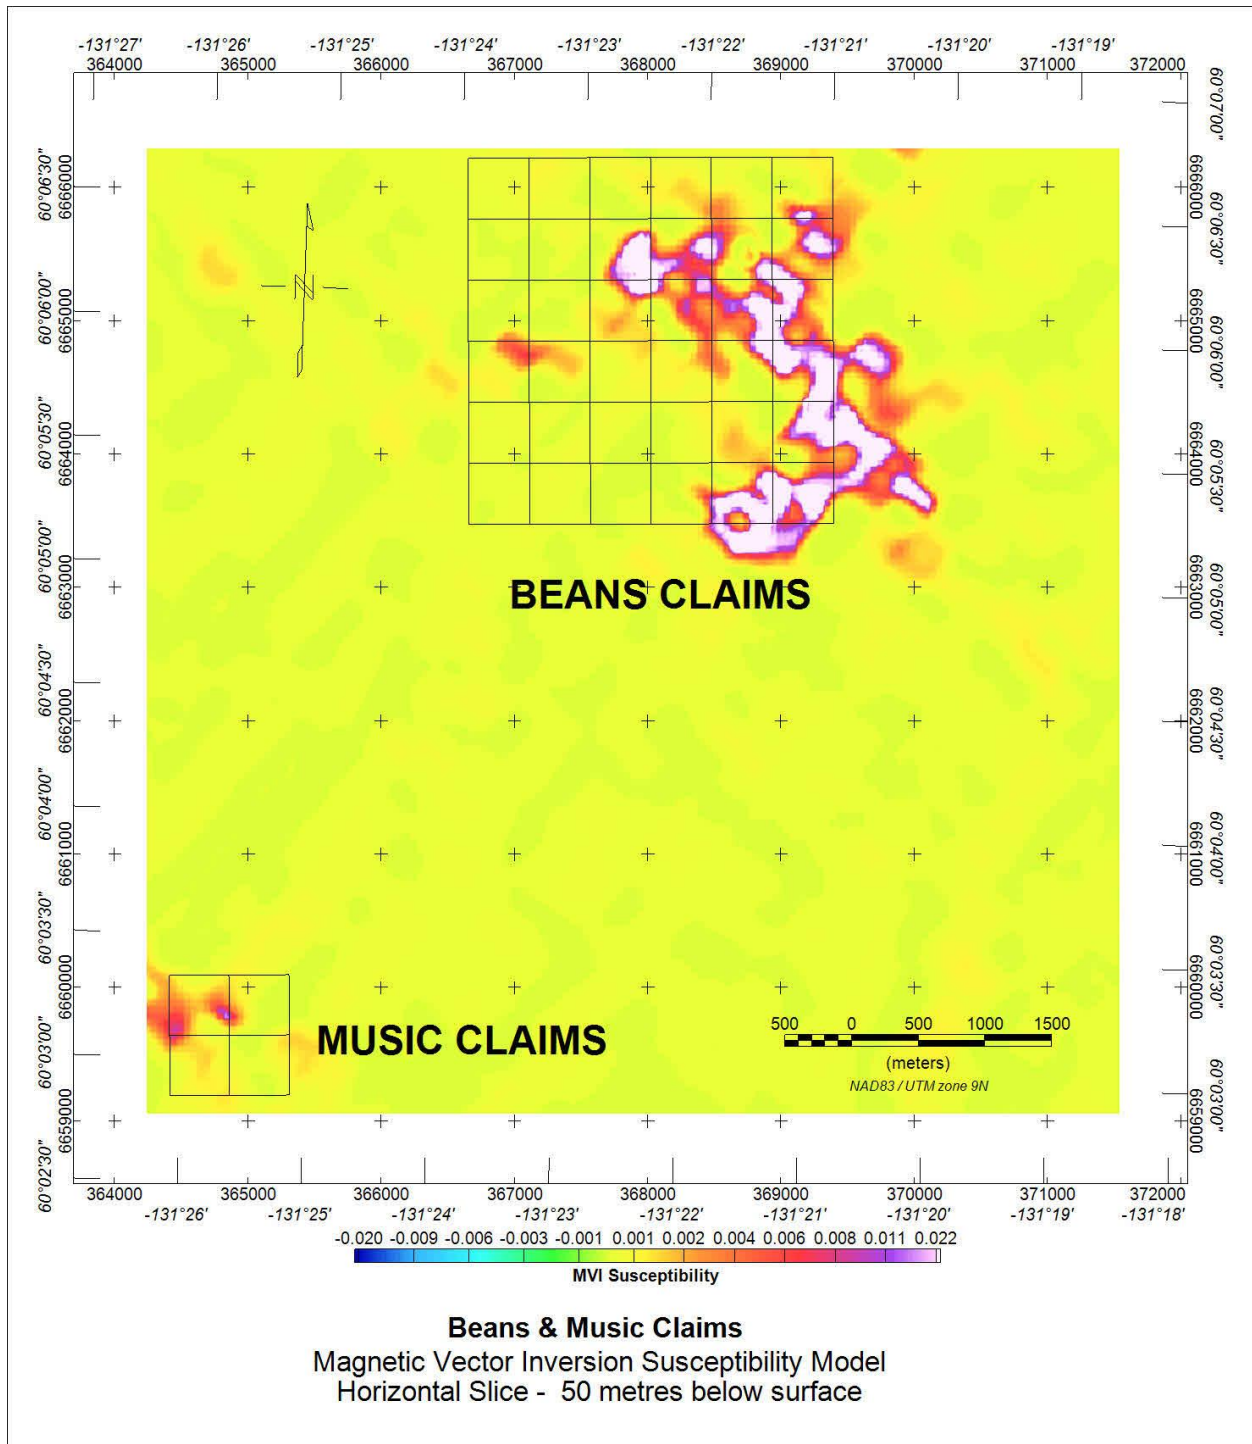 -131°27' -131°26' -131°25' -131°24' -131°23' -131°22' -131°21' -131°20' -131°19'
364000 365000 366000 367000 368000 369000 370000 371000 372000
60°06'30" 60°06'00" 60°05'30" 60°05'00" 60°04'30" 60°04'00" 60°03'30" 60°03'00" 60°02'30"
6666000 6665000 6664000 6663000 6662000 6661000 6660000 6659000
N
BEANS CLAIMS
MUSIC CLAIMS
500 0 500 1000 1500
(meters)
NAD83 / UTM zone 9N
6666000 6665000 6664000 6663000 6662000 6661000 6660000 6659000
60°07'00" 60°06'30" 60°06'00" 60°05'30" 60°05'00" 60°04'30" 60°04'00" 60°03'30" 60°03'00"
364000 365000 366000 367000 368000 369000 370000 371000 372000
-131°26' -131°25' -131°24' -131°23' -131°22' -131°21' -131°20' -131°19' -131°18'
-0.020 -0.009 -0.006 -0.003 -0.001 0.001 0.002 0.004 0.006 0.008 0.011 0.022
MVI Susceptibility
Beans & Music Claims
Magnetic Vector Inversion Susceptibility Model
Horizontal Slice - 50 metres below surface